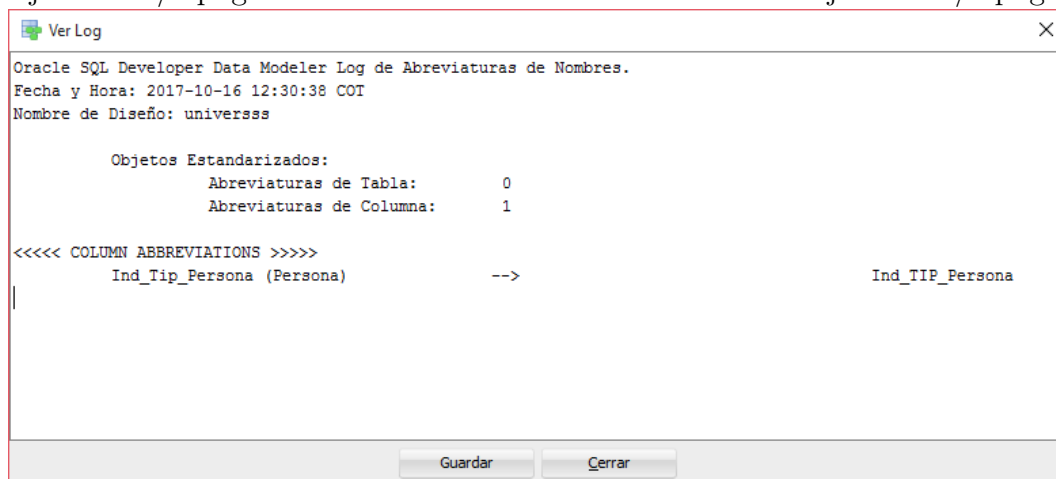 Ver Log
Oracle SQL Developer Data Modeler Log de Abreviaturas de Nombres.
Fecha y Hora: 2017-10-16 12:30:38 COT
Nombre de Diseño: universss
Objetos Estandarizados:
Abreviaturas de Tabla: 0
Abreviaturas de Columna: 1
<<<<< COLUMN ABBREVIATIONS >>>>>
Ind_Tip_Persona (Persona) --> Ind_TIP_Persona
Guardar Cerrar